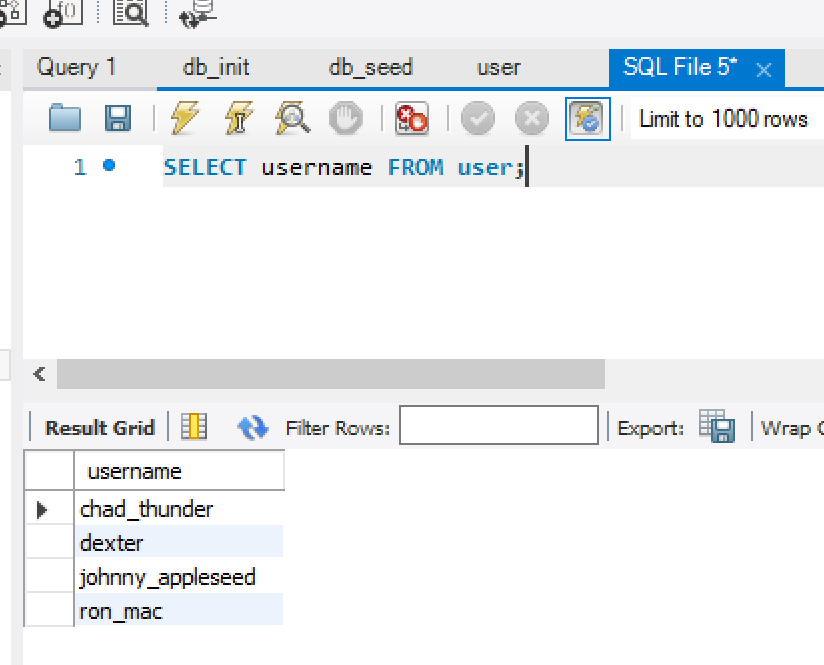 Query 1 db_init db_seed user SQL File 5*
Limit to 1000 rows
1 SELECT username FROM user;
Result Grid Filter Rows: Export: Wrap
username
chad_thunder
dexter
johnny_appleseed
ron_mac